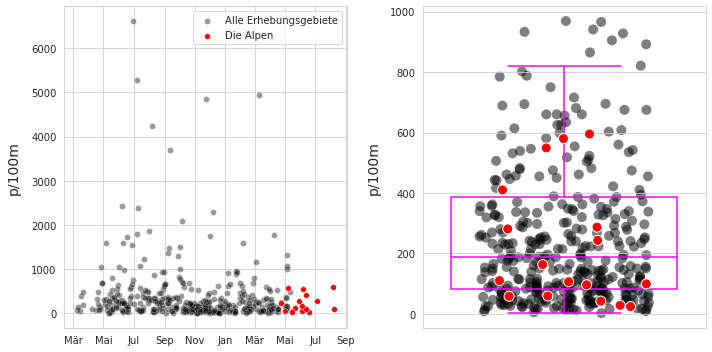 Alle Erhebungsgebiete
Die Alpen
p/100m
6000
5000
4000
3000
2000
1000
0
Mär Mai Jul Sep Nov Jan Mär Mai Jul Sep
p/100m
1000
800
600
400
200
0